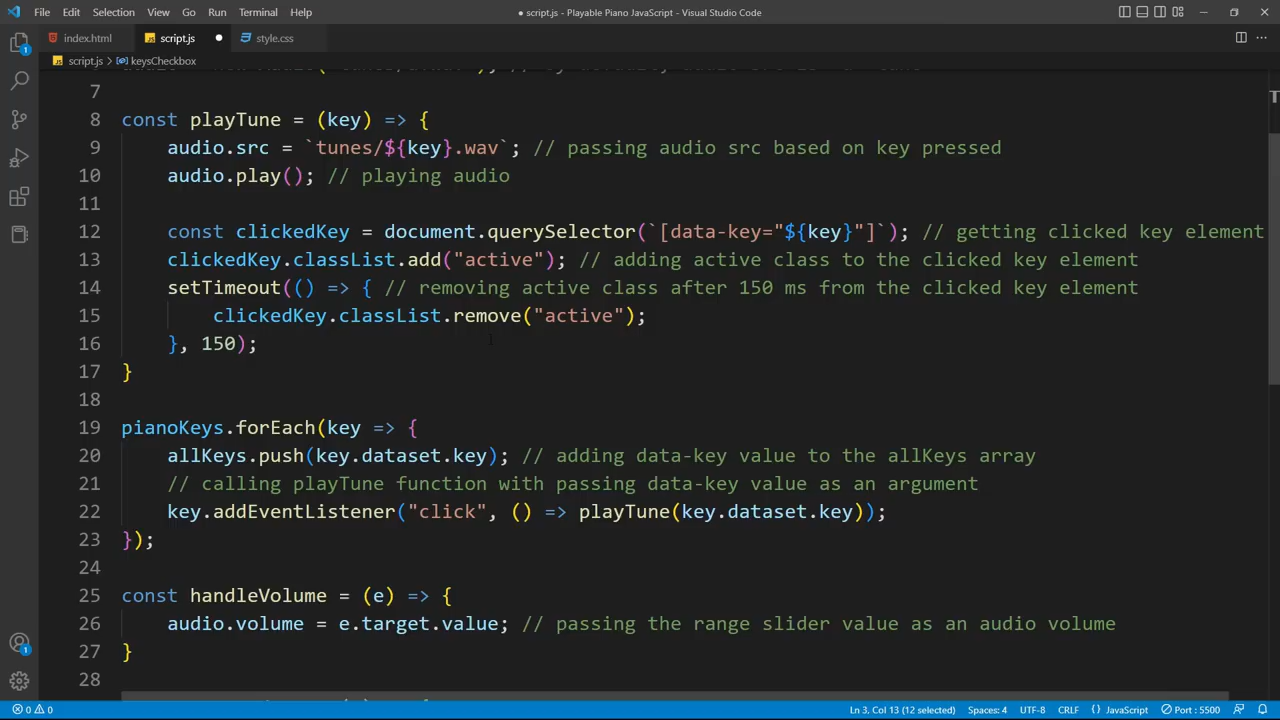 File Edit Selection View Go Run Terminal Help
● script.js - Playable Piano JavaScript - Visual Studio Code
index.html
script.js
style.css
script.js > keysCheckbox
7
8 const playTune = (key) => {
9 audio.src = `tunes/${key}.wav`; // passing audio src based on key pressed
10 audio.play(); // playing audio
11
12 const clickedKey = document.querySelector(`[data-key="${key}"]`); // getting clicked key element
13 clickedKey.classList.add("active"); // adding active class to the clicked key element
14 setTimeout(() => { // removing active class after 150 ms from the clicked key element
15 clickedKey.classList.remove("active");
16 }, 150);
17 }
18
19 pianoKeys.forEach(key => {
20 allKeys.push(key.dataset.key); // adding data-key value to the allKeys array
21 // calling playTune function with passing data-key value as an argument
22 key.addEventListener("click", () => playTune(key.dataset.key));
23 });
24
25 const handleVolume = (e) => {
26 audio.volume = e.target.value; // passing the range slider value as an audio volume
27 }
28
0 0 Ln 3, Col 13 (12 selected) Spaces: 4 UTF-8 CRLF {} JavaScript Port : 5500